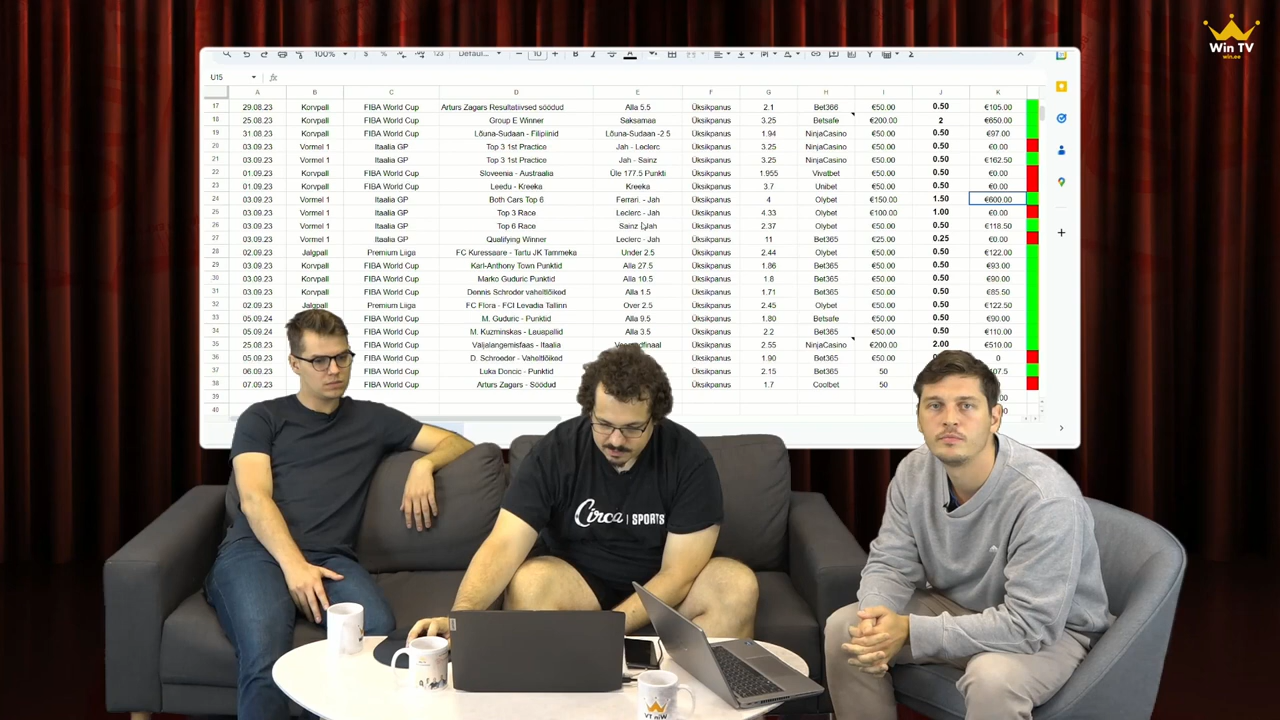 Win TV
win.ee
100% $ % 123 Defaul... 10 B I A
U15 fx
A B C D E F G H I J K
17 29.08.23 Korvpall FIBA World Cup Arturs Zagars Resultatiivsed söödud Alla 5.5 Üksikpanus 2.1 Bet365 €50.00 0.50 €105.00
18 25.08.23 Korvpall FIBA World Cup Group E Winner Saksamaa Üksikpanus 3.25 Betsafe €200.00 2 €650.00
19 31.08.23 Korvpall FIBA World Cup Lõuna-Sudaan - Filipiinid Lõuna-Sudaan -2.5 Üksikpanus 1.94 NinjaCasino €50.00 0.50 €97.00
20 03.09.23 Vormel 1 Itaalia GP Top 3 1st Practice Jah - Leclerc Üksikpanus 3.25 NinjaCasino €50.00 0.50 €0.00
21 03.09.23 Vormel 1 Itaalia GP Top 3 1st Practice Jah - Sainz Üksikpanus 3.25 NinjaCasino €50.00 0.50 €162.50
22 01.09.23 Korvpall FIBA World Cup Sloveenia - Austraalia Üle 177.5 Punkti Üksikpanus 1.955 Vivatbet €50.00 0.50 €0.00
23 01.09.23 Korvpall FIBA World Cup Leedu - Kreeka Kreeka Üksikpanus 3.7 Unibet €50.00 0.50 €0.00
24 03.09.23 Vormel 1 Itaalia GP Both Cars Top 6 Ferrari. - Jah Üksikpanus 4 Olybet €150.00 1.50 €600.00
25 03.09.23 Vormel 1 Itaalia GP Top 3 Race Leclerc - Jah Üksikpanus 4.33 Olybet €100.00 1.00 €0.00
26 03.09.23 Vormel 1 Itaalia GP Top 6 Race Sainz - Jah Üksikpanus 2.37 Olybet €50.00 0.50 €118.50
27 03.09.23 Vormel 1 Itaalia GP Qualifying Winner Leclerc - Jah Üksikpanus 11 Bet365 €25.00 0.25 €0.00
28 02.09.23 Jalgpall Premium Liiga FC Kuressaare - Tartu JK Tammeka Under 2.5 Üksikpanus 2.44 Olybet €50.00 0.50 €122.00
29 03.09.23 Korvpall FIBA World Cup Karl-Anthony Town Punktid Alla 27.5 Üksikpanus 1.86 Bet365 €50.00 0.50 €93.00
30 03.09.23 Korvpall FIBA World Cup Marko Guduric Punktid Alla 10.5 Üksikpanus 1.8 Bet365 €50.00 0.50 €90.00
31 03.09.23 Korvpall FIBA World Cup Dennis Schroder vaheltlõiked Alla 1.5 Üksikpanus 1.71 Bet365 €50.00 0.50 €85.50
32 02.09.23 Jalgpall Premium Liiga FC Flora - FCI Levadia Tallinn Over 2.5 Üksikpanus 2.45 Olybet €50.00 0.50 €122.50
33 05.09.24 Korvpall FIBA World Cup M. Guduric - Punktid Alla 9.5 Üksikpanus 1.80 Betsafe €50.00 0.50 €90.00
34 05.09.24 FIBA World Cup M. Kuzminskas - Lauapallid Alla 3.5 Üksikpanus 2.2 Bet365 €50.00 0.50 €110.00
35 25.08.23 FIBA World Cup Väljalangemisfaas - Itaalia Üksikpanus 2.55 NinjaCasino €200.00 2.00 €510.00
36 05.09.23 FIBA World Cup D. Schroeder - Vaheltlõiked Üksikpanus 1.90 Bet365 €50.00 0
37 06.09.23 FIBA World Cup Luka Doncic - Punktid Üksikpanus 2.15 Bet365 50
38 07.09.23 FIBA World Cup Arturs Zagars - Söödud Üksikpanus 1.7 Coolbet 50
39
40
Circa SPORTS